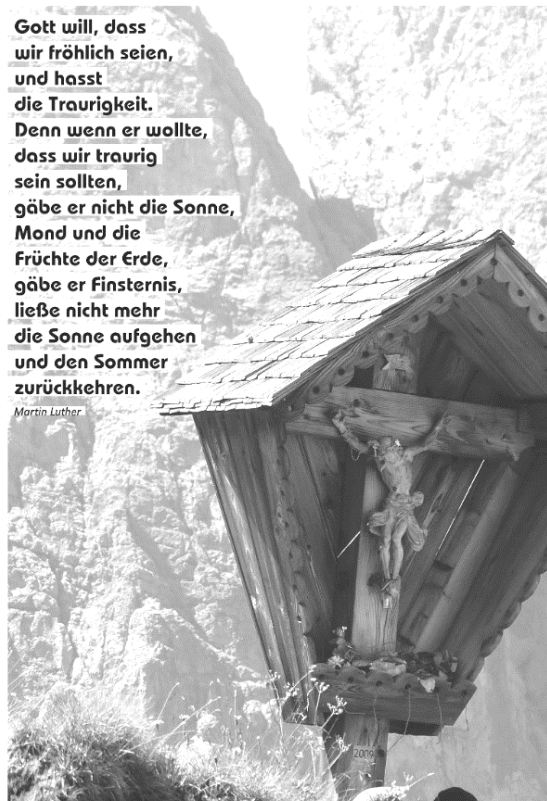 Gott will, dass
wir fröhlich seien,
und hasst
die Traurigkeit.
Denn wenn er wollte,
dass wir traurig
sein sollten,
gäbe er nicht die Sonne,
Mond und die
Früchte der Erde,
gäbe er Finsternis,
ließe nicht mehr
die Sonne aufgehen
und den Sommer
zurückkehren.
Martin Luther
2009